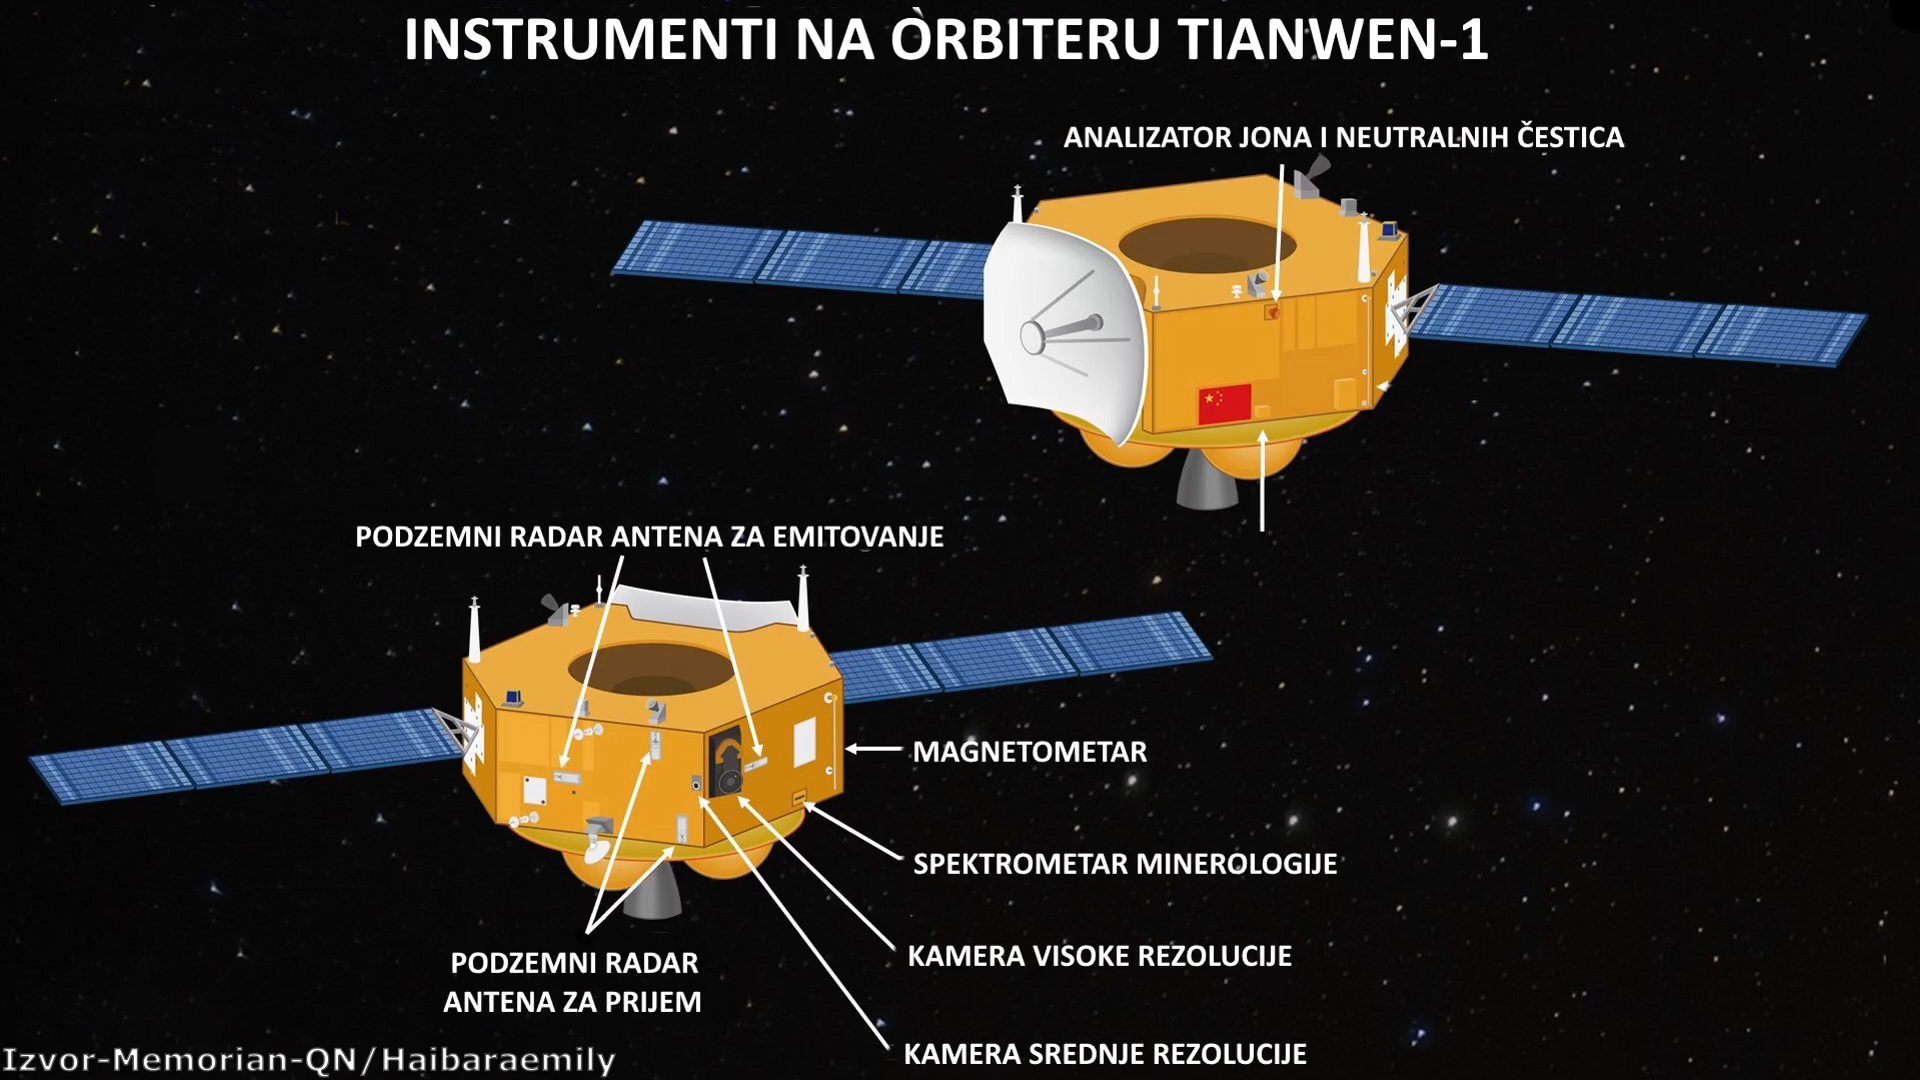 INSTRUMENTI NA ORBITERU TIANWEN-1
ANALIZATOR JONA I NEUTRALNIH ČESTICA
PODZEMNI RADAR ANTENA ZA EMITOVANJE
MAGNETOMETAR
SPEKTROMETAR MINEROLOGIJE
KAMERA VISOKE REZOLUCIJE
PODZEMNI RADAR
ANTENA ZA PRIJEM
KAMERA SREDNJE REZOLUCIJE
Izvor-Memorian-QN/Haibaraemily